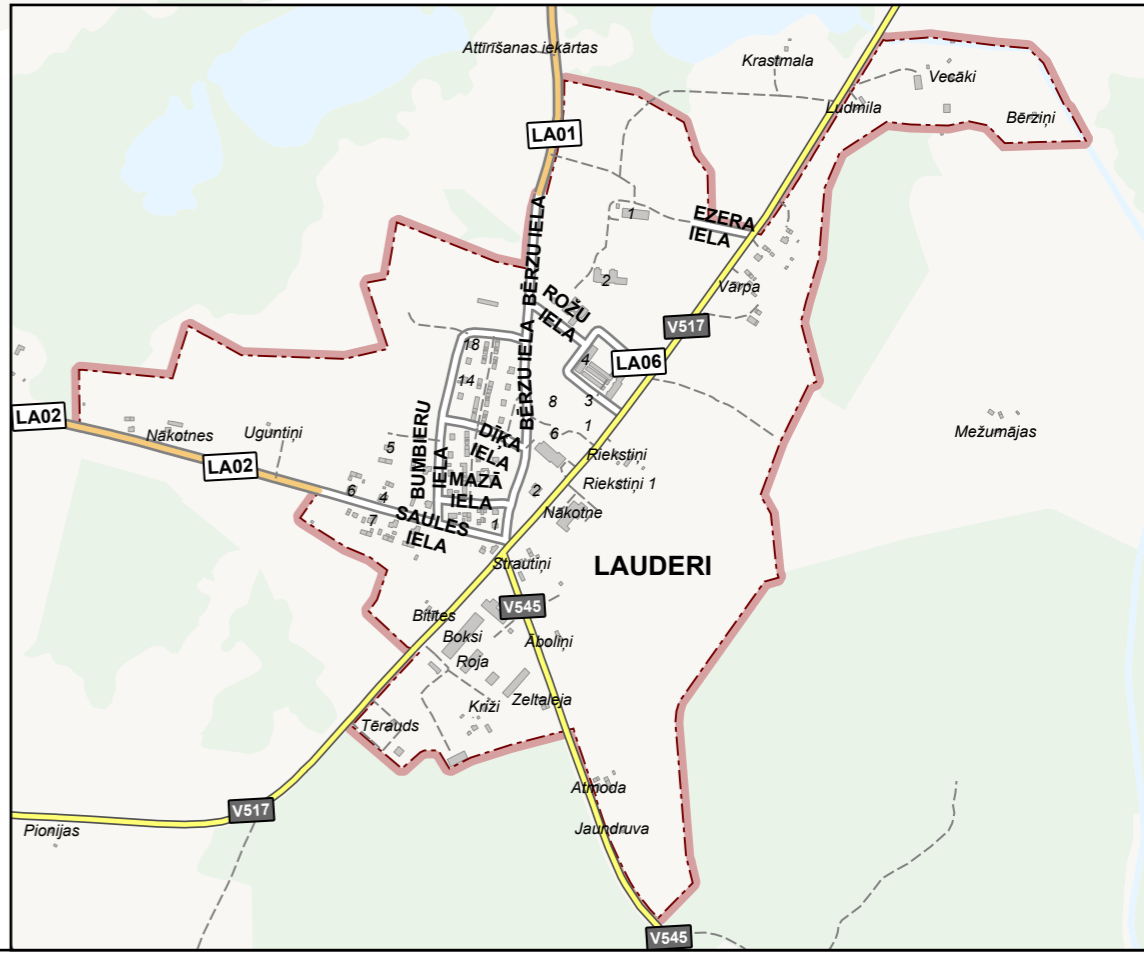 Attīrīšanas iekārtas
Krastmala
Vecāki
Ludmila
Bērziņi
LA01
BĒRZU IELA
EZERA
IELA
1
2
Vārpa
ROŽU
IELA
V517
LA06
4
18
14
BĒRZU IELA
8
3
1
6
Mežumājas
LA02
Nākotnes
Uguntiņi
LA02
5
BUMBIERU
IELA
DĪĶA
IELA
Riekstiņi
Riekstiņi 1
MAZĀ
IELA
6
4
7
2
Nākotne
SAULES
IELA
1
Strautiņi
LAUDERI
V545
Bitītes
Boksi
Āboliņi
Roja
Zeltaleja
Krīži
Tērauds
Atmoda
Jaundruva
V517
Pionijas
V545